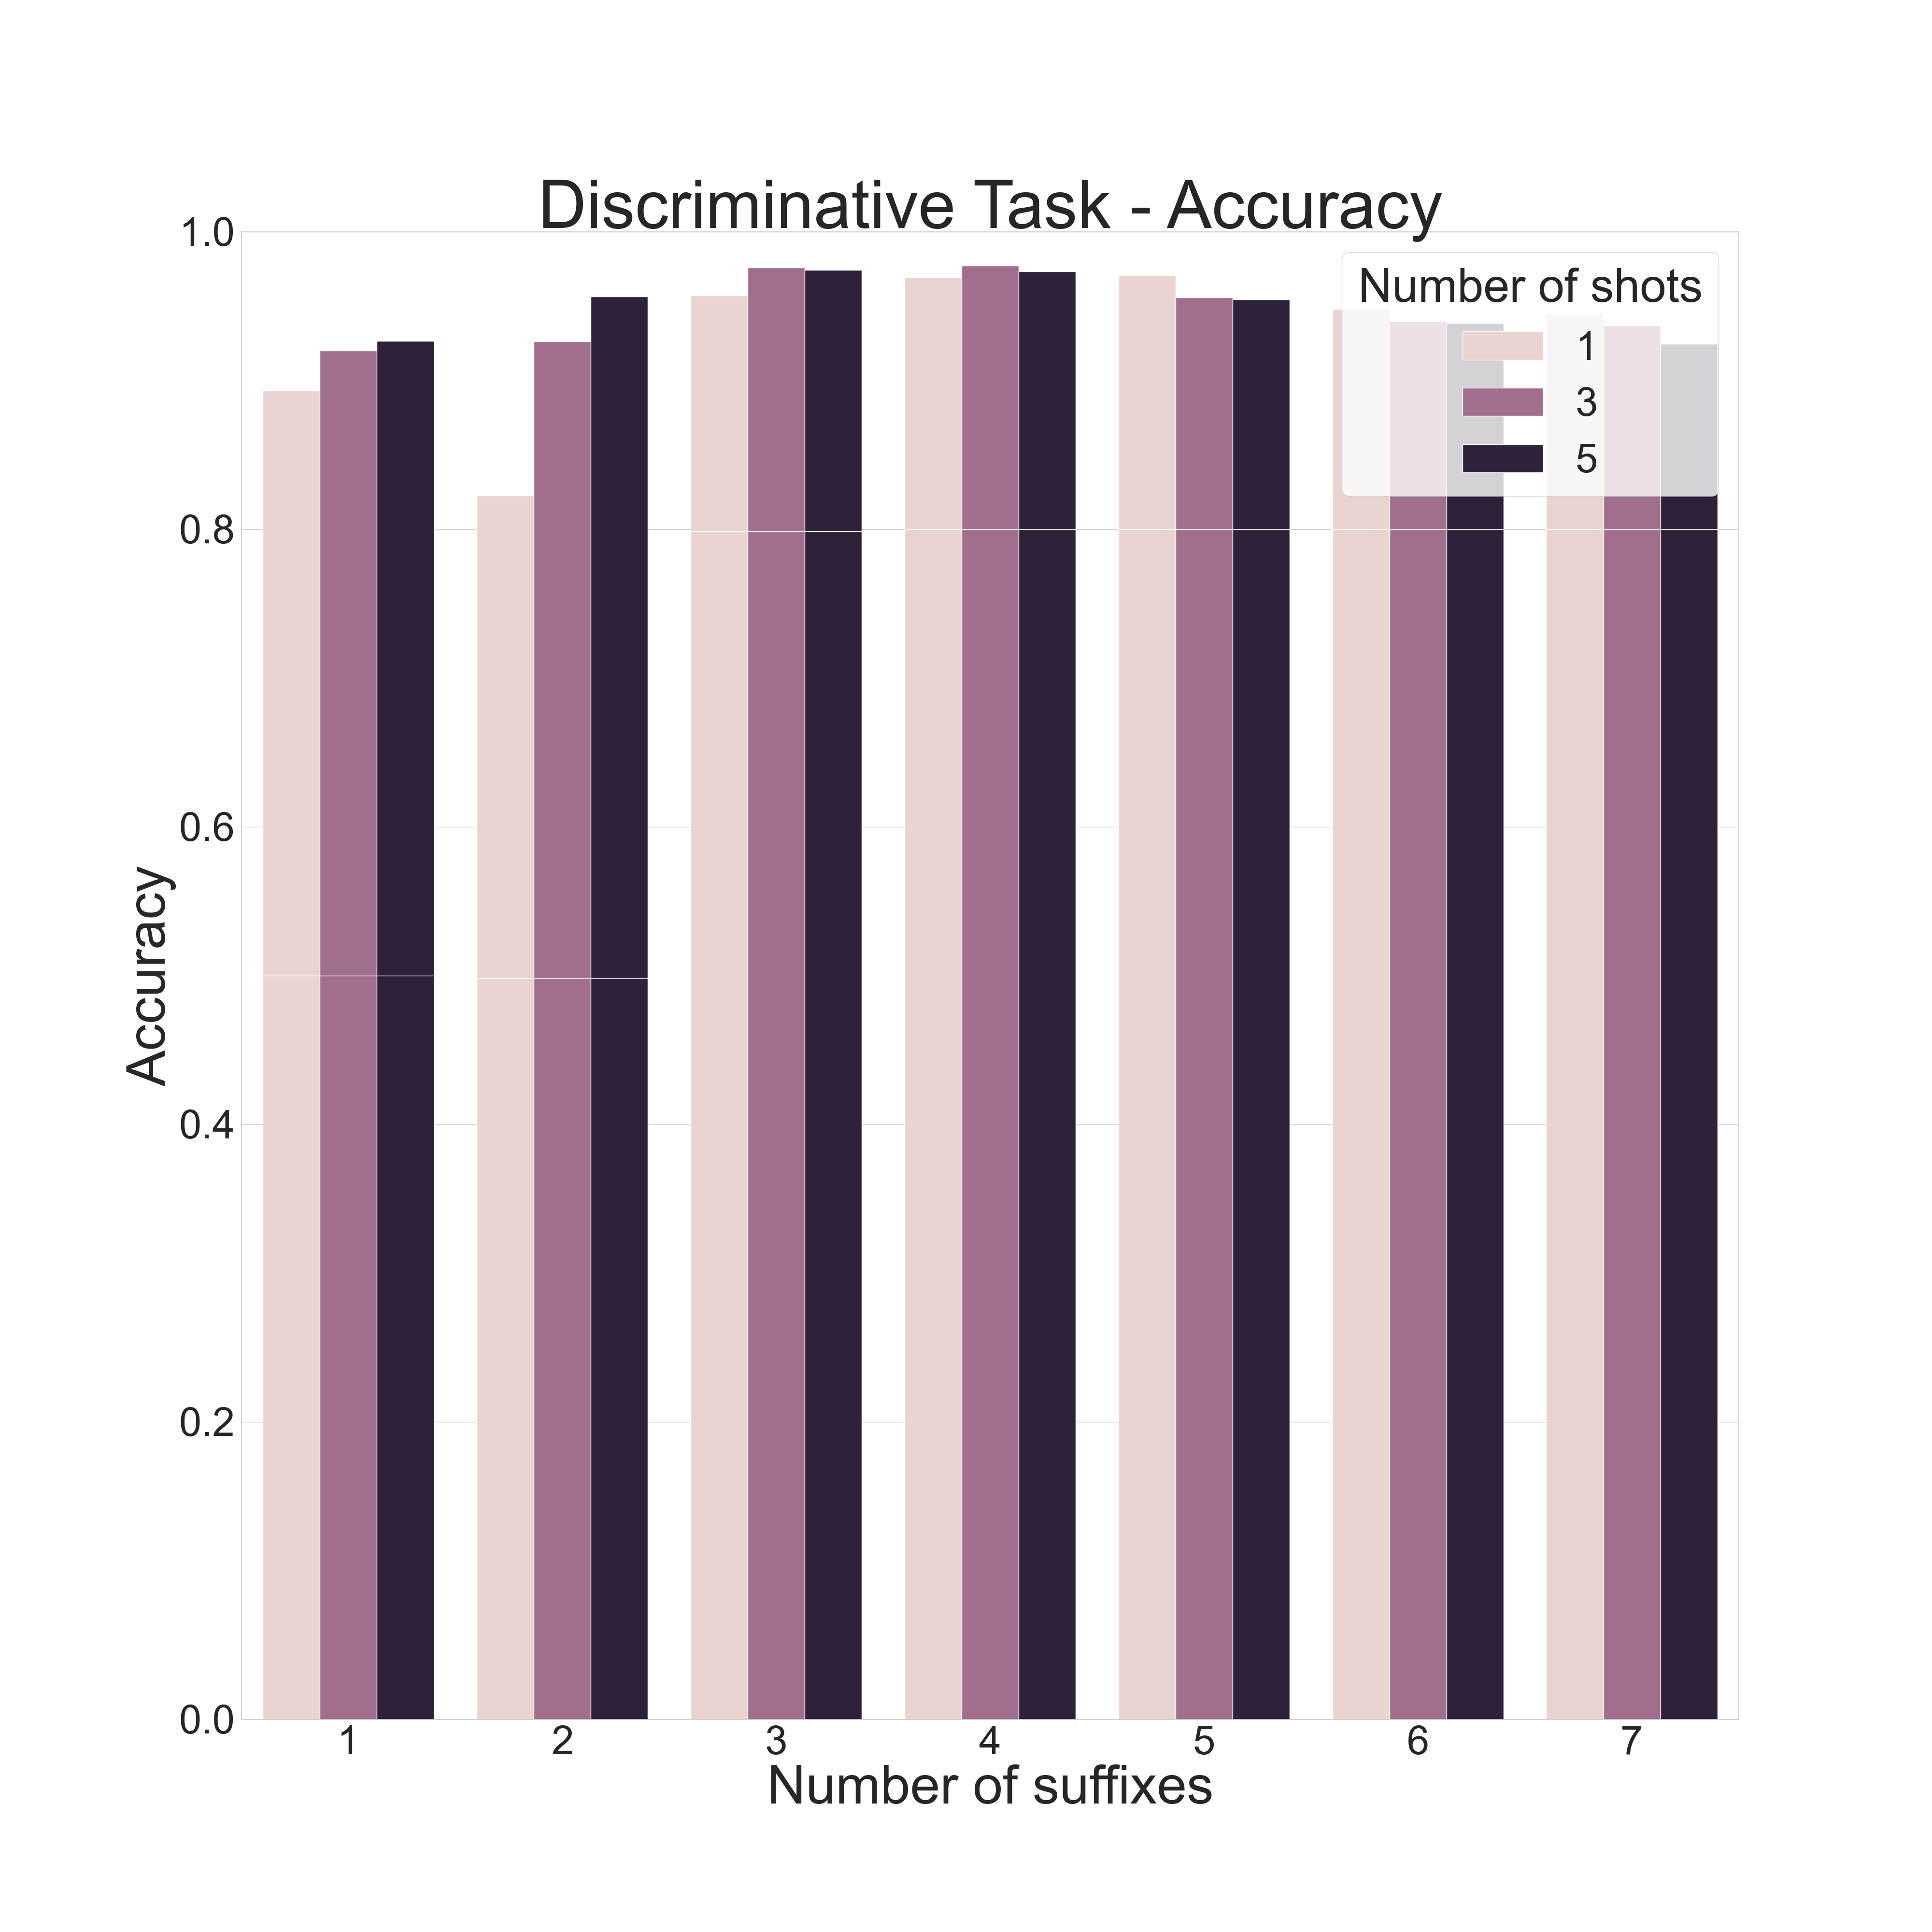 Discriminative Task - Accuracy
Number of shots
1
3
5
1.0
0.8
0.6
0.4
0.2
0.0
Accuracy
1 2 3 4 5 6 7
Number of suffixes